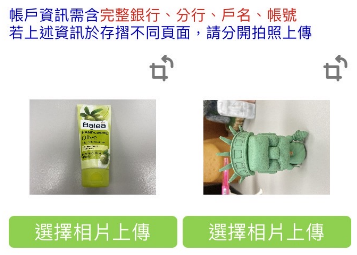 帳戶資訊需含完整銀行、分行、戶名、帳號
若上述資訊於存摺不同頁面，請分開拍照上傳
Balea
選擇相片上傳
選擇相片上傳